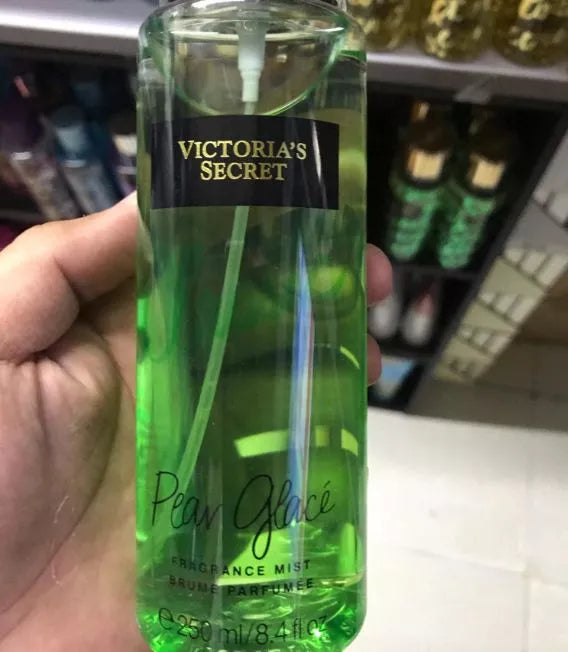 VICTORIA'S
SECRET
Pear Glacé
FRAGRANCE MIST
BRUME PARFUMÉE
℮ 250 ml/8.4 fl oz